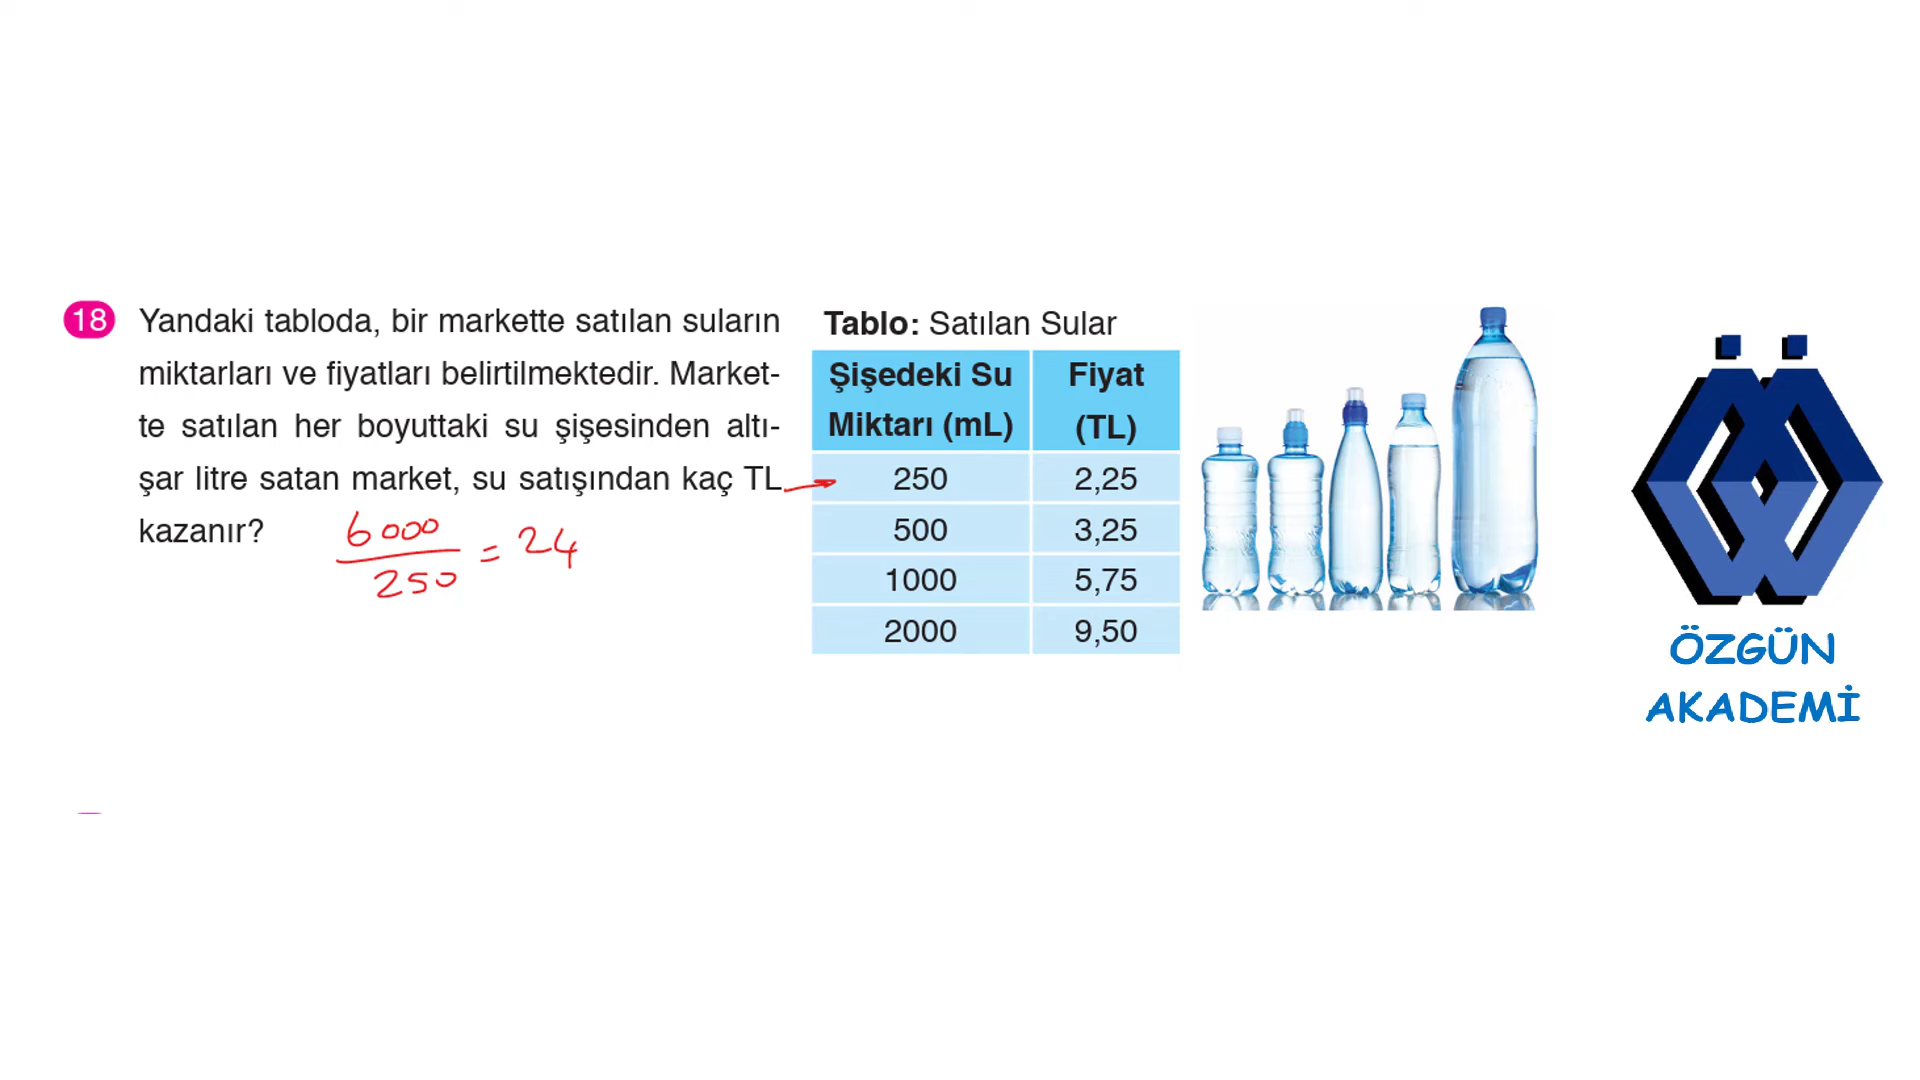 18 Yandaki tabloda, bir markette satılan suların
miktarları ve fiyatları belirtilmektedir. Market-
te satılan her boyuttaki su şişesinden altı-
şar litre satan market, su satışından kaç TL
kazanır?
6000
250
= 24
Tablo: Satılan Sular
Şişedeki Su Miktarı (mL) Fiyat (TL)
250 2,25
500 3,25
1000 5,75
2000 9,50
ÖZGÜN
AKADEMİ